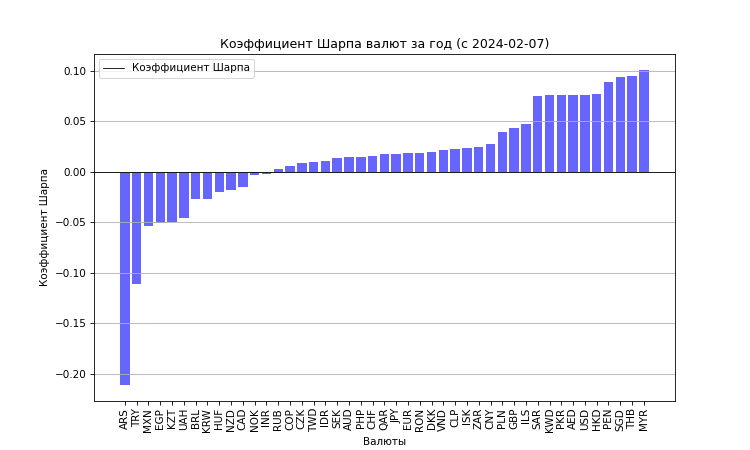 Коэффициент Шарпа валют за год (с 2024-02-07)
Коэффициент Шарпа
0.10
0.05
0.00
−0.05
−0.10
−0.15
−0.20
Коэффициент Шарпа
ARS TRY MXN EGP KZT UAH BRL KRW HUF NZD CAD NOK INR RUB COP CZK TWD IDR SEK AUD PHP CHF QAR JPY EUR RON DKK VND CLP ISK ZAR CNY PLN GBP ILS SAR KWD PKR AED USD HKD PEN SGD THB MYR
Валюты